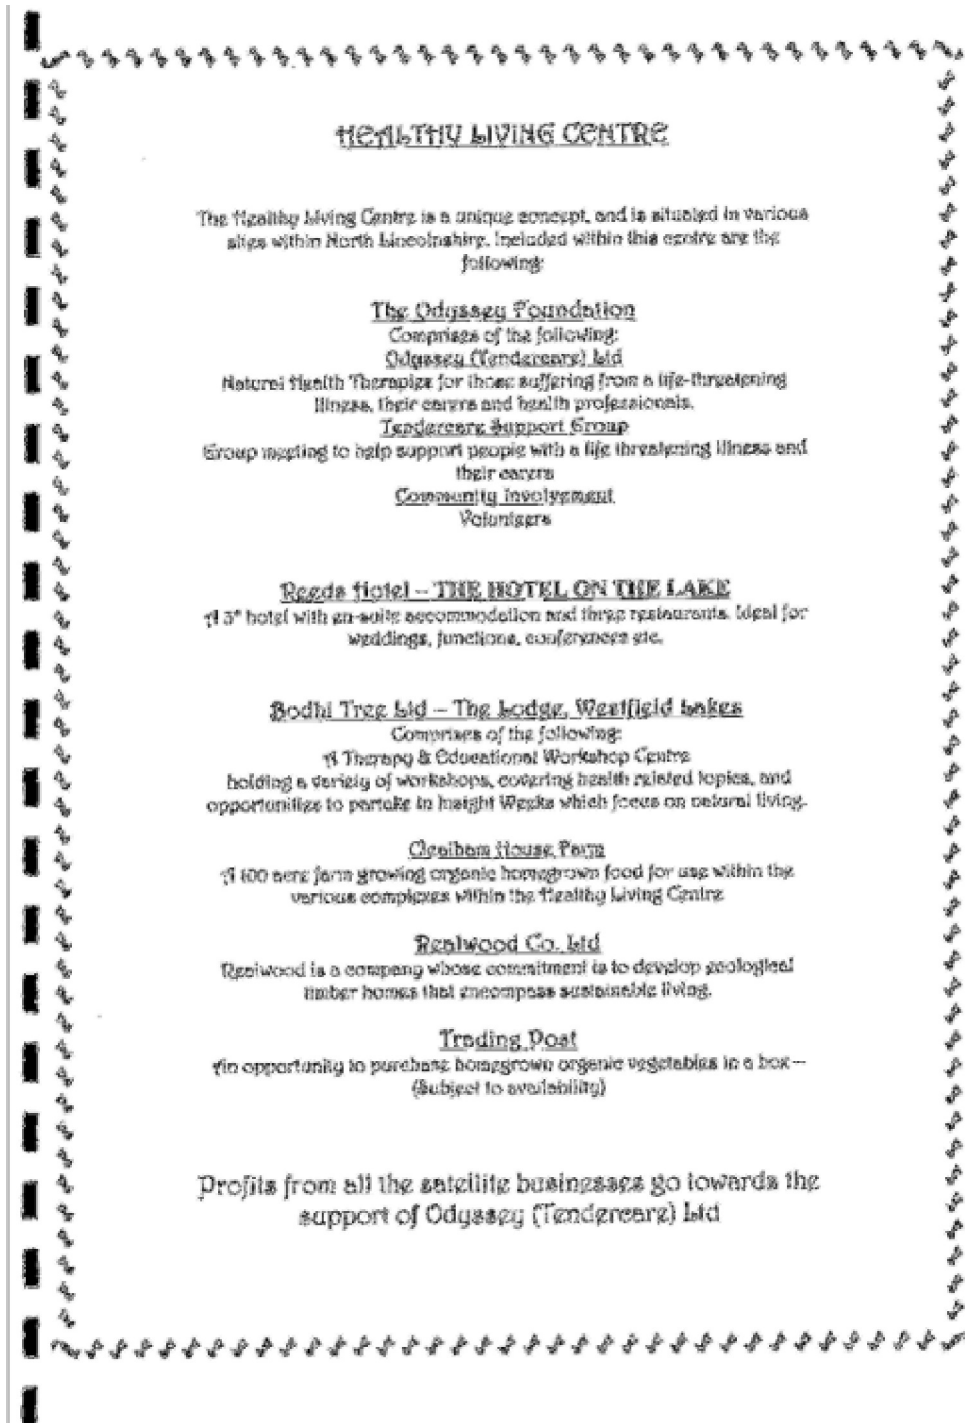 HEALTHY LIVING CENTRE
The Healthy Living Centre is a unique concept, and is situated in various
sites within North Lincolnshire. Included within this centre are the
following:
The Odyssey Foundation
Comprises of the following:
Odyssey (Tendercare) Ltd
Natural Health Therapies for those suffering from a life-threatening
illness, their carers and health professionals.
Tendercare Support Group
Group meeting to help support people with a life threatening illness and
their carers
Community Involvement
Volunteers
Reeds Hotel – THE HOTEL ON THE LAKE
A 3* hotel with en-suite accommodation and three restaurants. Ideal for
weddings, functions, conferences etc.
Bodhi Tree Ltd – The Lodge, Westfield Lakes
Comprises of the following:
A Therapy & Educational Workshop Centre
holding a variety of workshops, covering health related topics, and
opportunities to partake in Insight Weeks which focus on natural living.
Cleatham House Farm
A 100 acre farm growing organic homegrown food for use within the
various complexes within the Healthy Living Centre
Realwood Co. Ltd
Realwood is a company whose commitment is to develop ecological
timber homes that encompass sustainable living.
Trading Post
An opportunity to purchase homegrown organic vegetables in a box –
(Subject to availability)
Profits from all the satellite businesses go towards the
support of Odyssey (Tendercare) Ltd